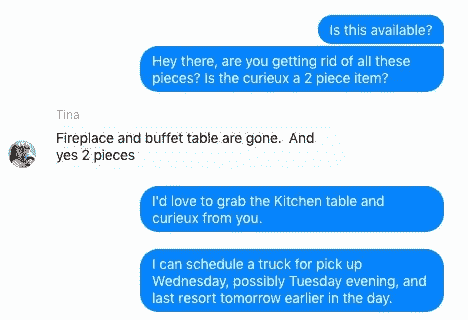 Is this available?
Hey there, are you getting rid of all these
pieces? Is the curieux a 2 piece item?
Tina
Fireplace and buffet table are gone.  And
yes 2 pieces
I'd love to grab the Kitchen table and
curieux from you.
I can schedule a truck for pick up
Wednesday, possibly Tuesday evening, and
last resort tomorrow earlier in the day.